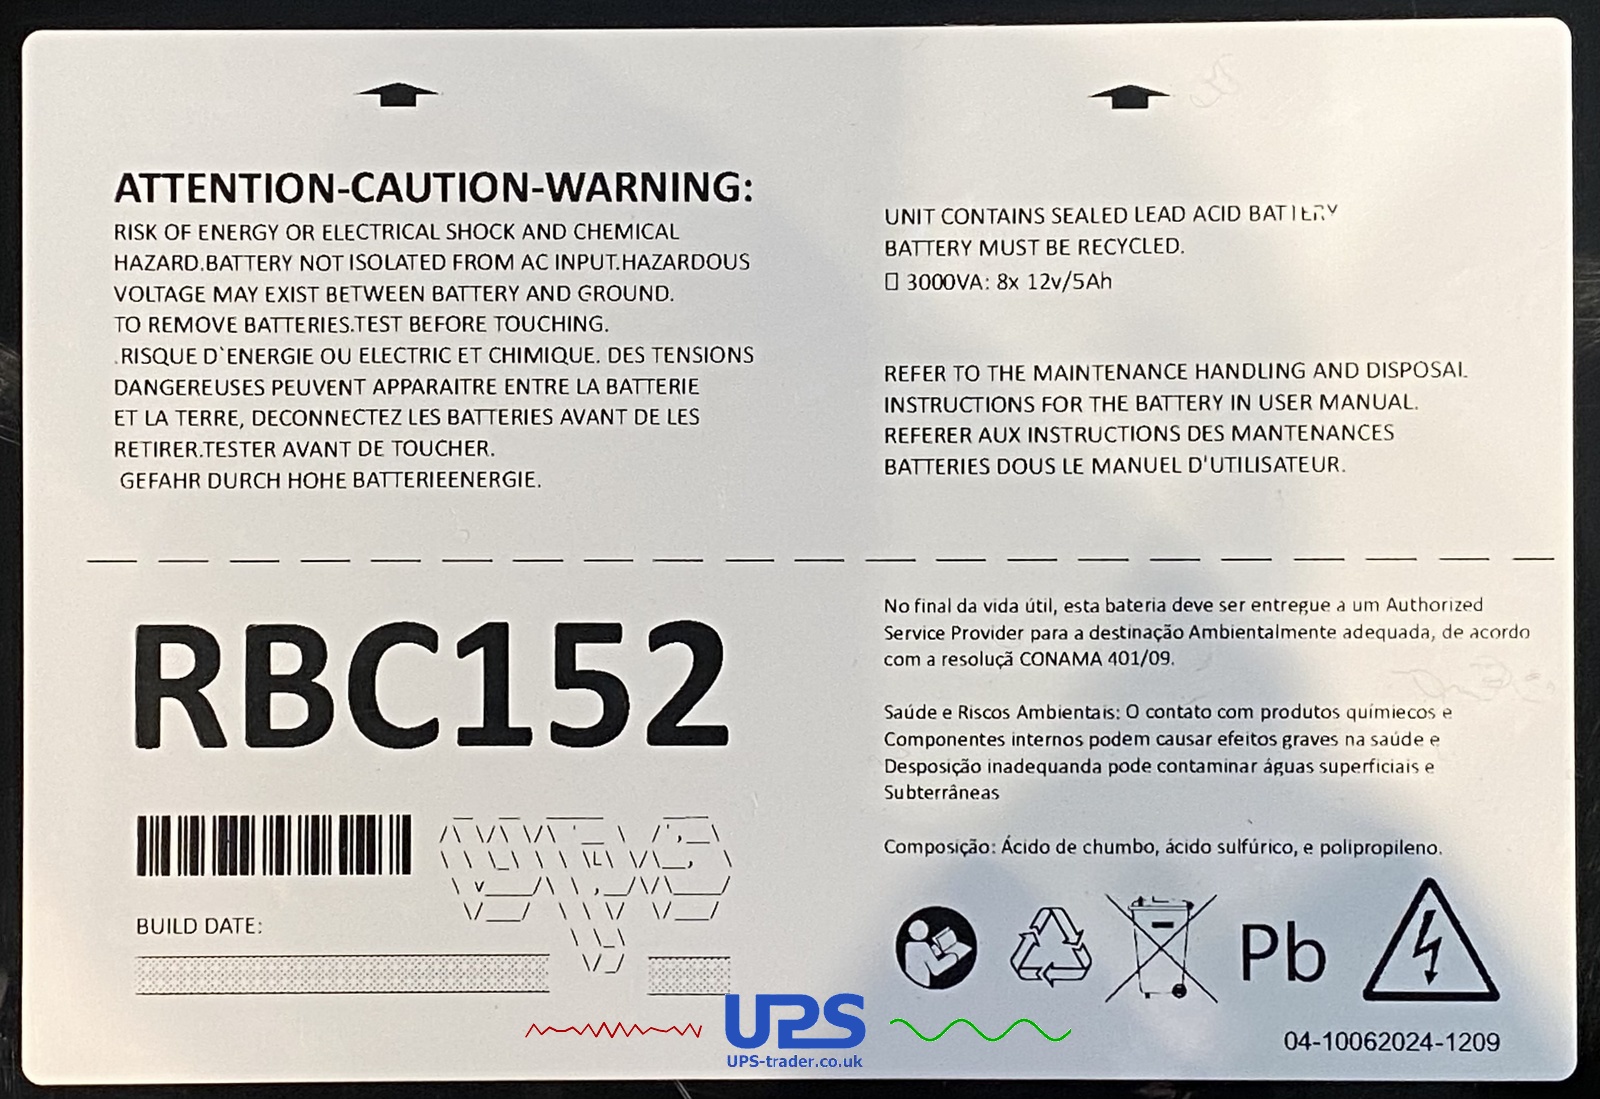 ATTENTION-CAUTION-WARNING:
RISK OF ENERGY OR ELECTRICAL SHOCK AND CHEMICAL
HAZARD.BATTERY NOT ISOLATED FROM AC INPUT.HAZARDOUS
VOLTAGE MAY EXIST BETWEEN BATTERY AND GROUND.
TO REMOVE BATTERIES.TEST BEFORE TOUCHING.
.RISQUE D`ENERGIE OU ELECTRIC ET CHIMIQUE. DES TENSIONS
DANGEREUSES PEUVENT APPARAITRE ENTRE LA BATTERIE
ET LA TERRE, DECONNECTEZ LES BATTERIES AVANT DE LES
RETIRER.TESTER AVANT DE TOUCHER.
GEFAHR DURCH HOHE BATTERIEENERGIE.
UNIT CONTAINS SEALED LEAD ACID BATTERY
BATTERY MUST BE RECYCLED.
▯ 3000VA: 8x 12v/5Ah
REFER TO THE MAINTENANCE HANDLING AND DISPOSAL
INSTRUCTIONS FOR THE BATTERY IN USER MANUAL.
REFERER AUX INSTRUCTIONS DES MANTENANCES
BATTERIES DOUS LE MANUEL D'UTILISATEUR.
RBC152
BUILD DATE:
No final da vida útil, esta bateria deve ser entregue a um Authorized
Service Provider para a destinação Ambientalmente adequada, de acordo
com a resoluçã CONAMA 401/09.
Saúde e Riscos Ambientais: O contato com produtos químiecos e
Componentes internos podem causar efeitos graves na saúde e
Desposição inadequanda pode contaminar águas superficiais e
Subterrâneas
Composição: Ácido de chumbo, ácido sulfúrico, e polipropileno.
Pb
04-10062024-1209
UPS
UPS-trader.co.uk